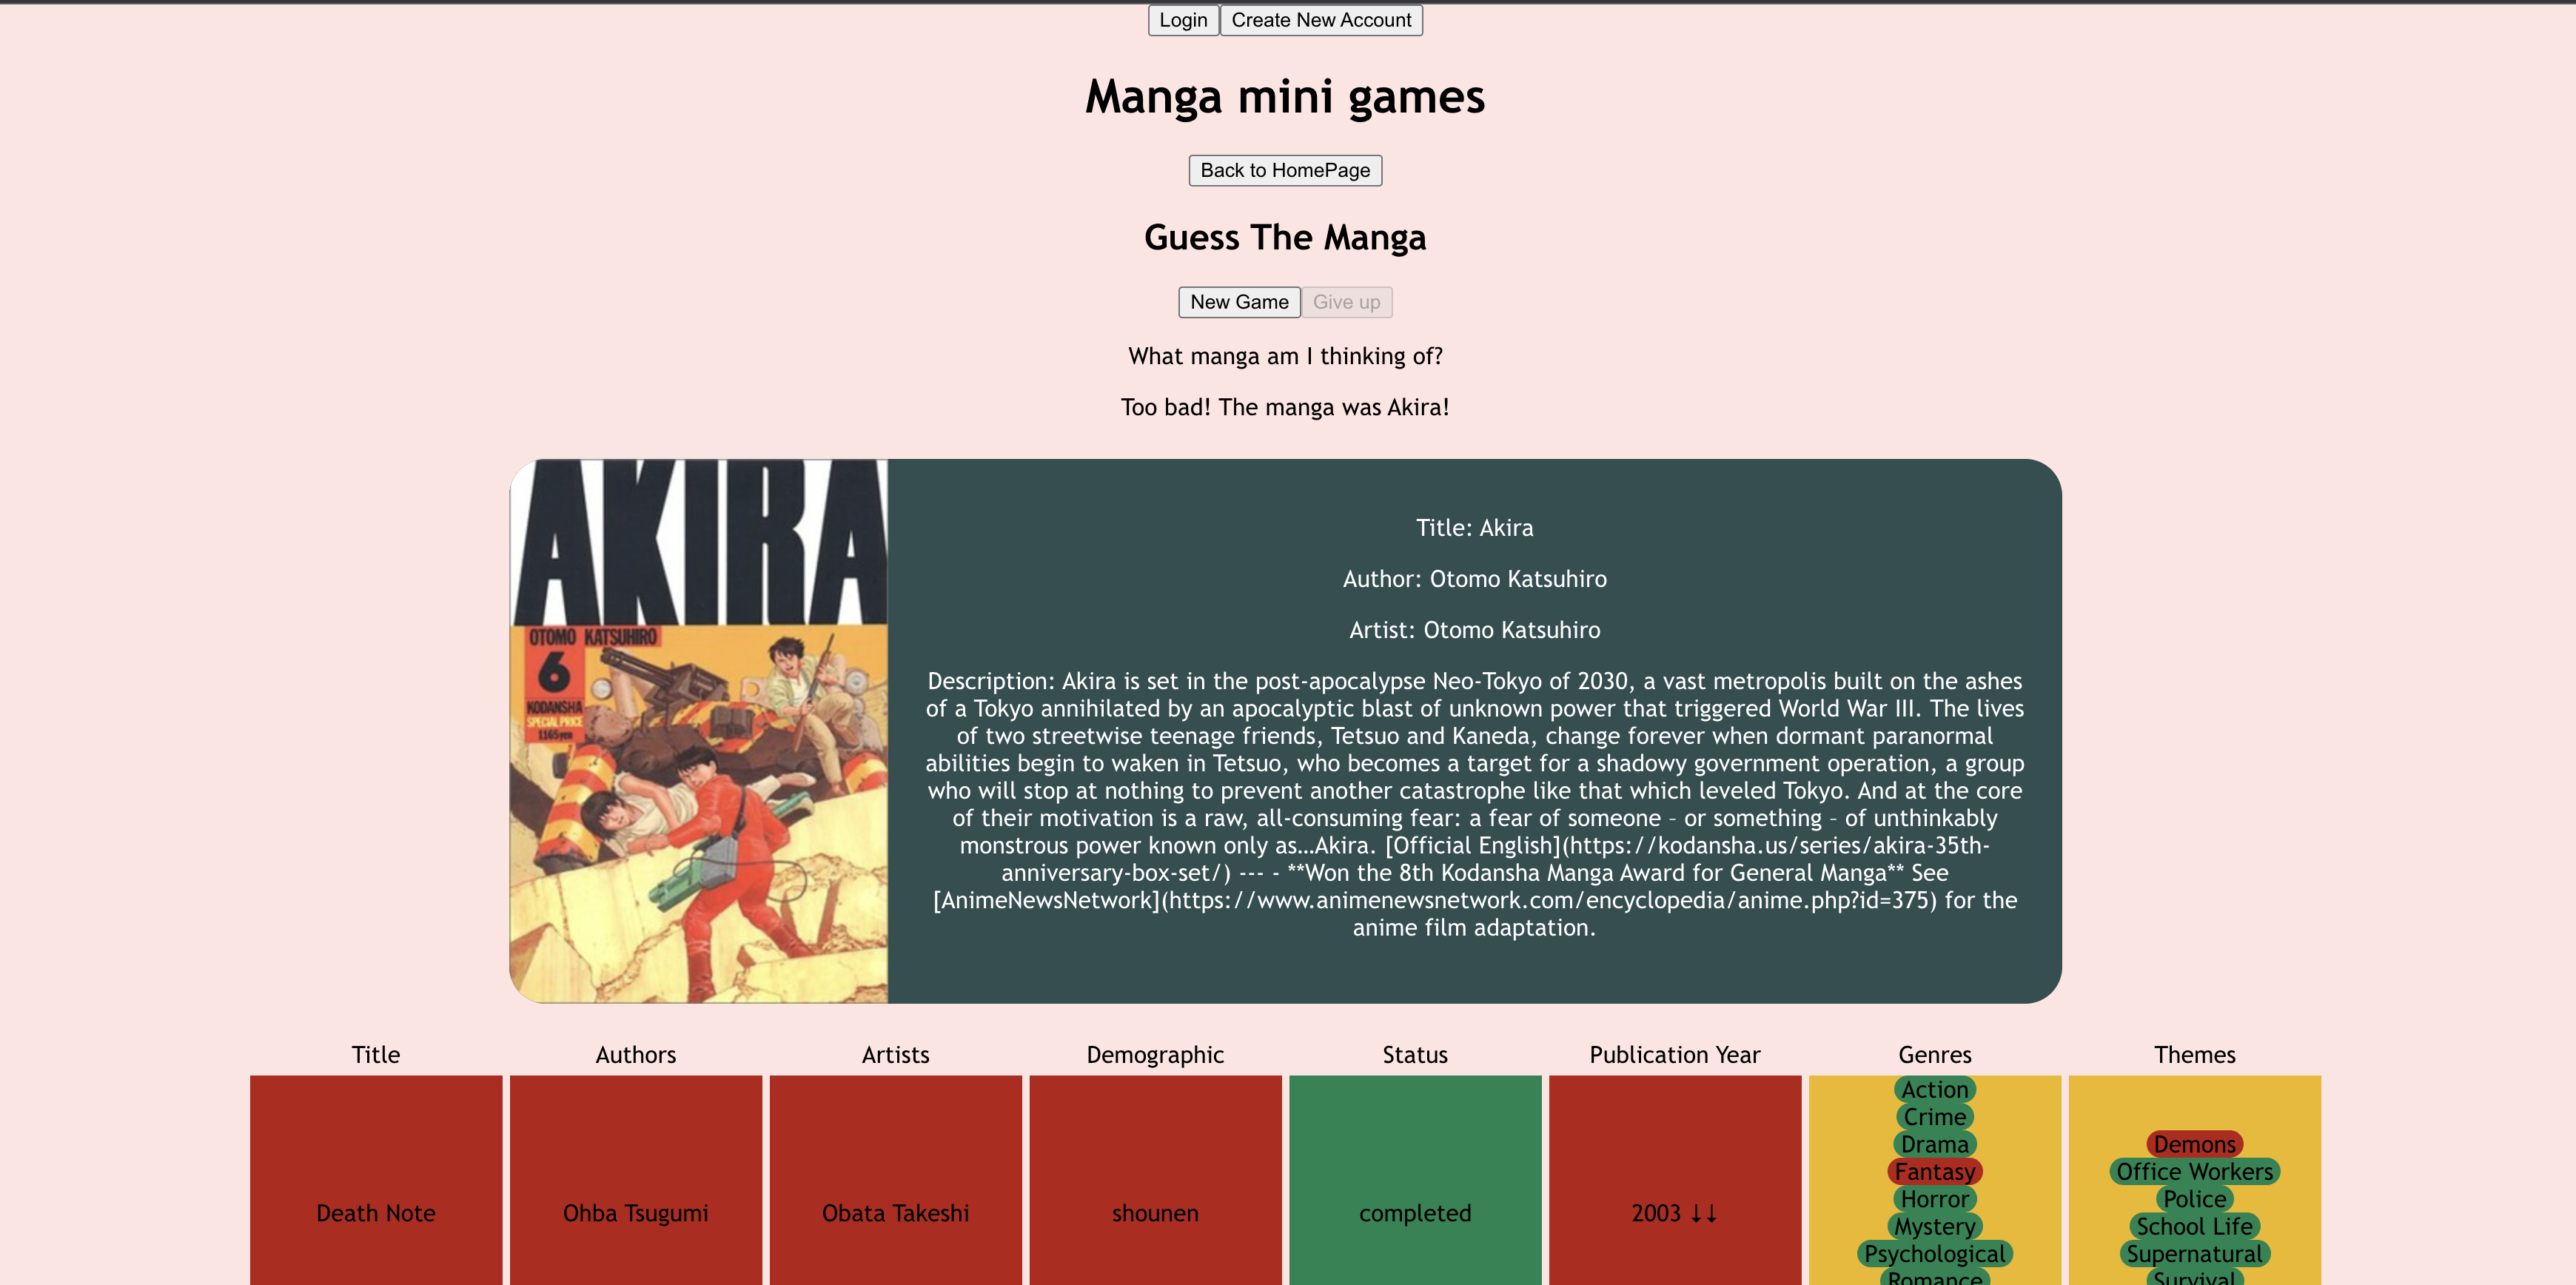 Login Create New Account
Manga mini games
Back to HomePage
Guess The Manga
New Game Give up
What manga am I thinking of?
Too bad! The manga was Akira!
AKIRA
OTOMO KATSUHIRO
6
KODANSHA
SPECIAL PRICE
1165yen
Title: Akira
Author: Otomo Katsuhiro
Artist: Otomo Katsuhiro
Description: Akira is set in the post-apocalypse Neo-Tokyo of 2030, a vast metropolis built on the ashes
of a Tokyo annihilated by an apocalyptic blast of unknown power that triggered World War III. The lives
of two streetwise teenage friends, Tetsuo and Kaneda, change forever when dormant paranormal
abilities begin to waken in Tetsuo, who becomes a target for a shadowy government operation, a group
who will stop at nothing to prevent another catastrophe like that which leveled Tokyo. And at the core
of their motivation is a raw, all-consuming fear: a fear of someone – or something – of unthinkably
monstrous power known only as…Akira. [Official English](https://kodansha.us/series/akira-35th-
anniversary-box-set/) --- - **Won the 8th Kodansha Manga Award for General Manga** See
[AnimeNewsNetwork](https://www.animenewsnetwork.com/encyclopedia/anime.php?id=375) for the
anime film adaptation.
Title Authors Artists Demographic Status Publication Year Genres Themes
Death Note
Ohba Tsugumi
Obata Takeshi
shounen
completed
2003 ↓↓
Action
Crime
Drama
Fantasy
Horror
Mystery
Psychological
Romance
Demons
Office Workers
Police
School Life
Supernatural
Survival